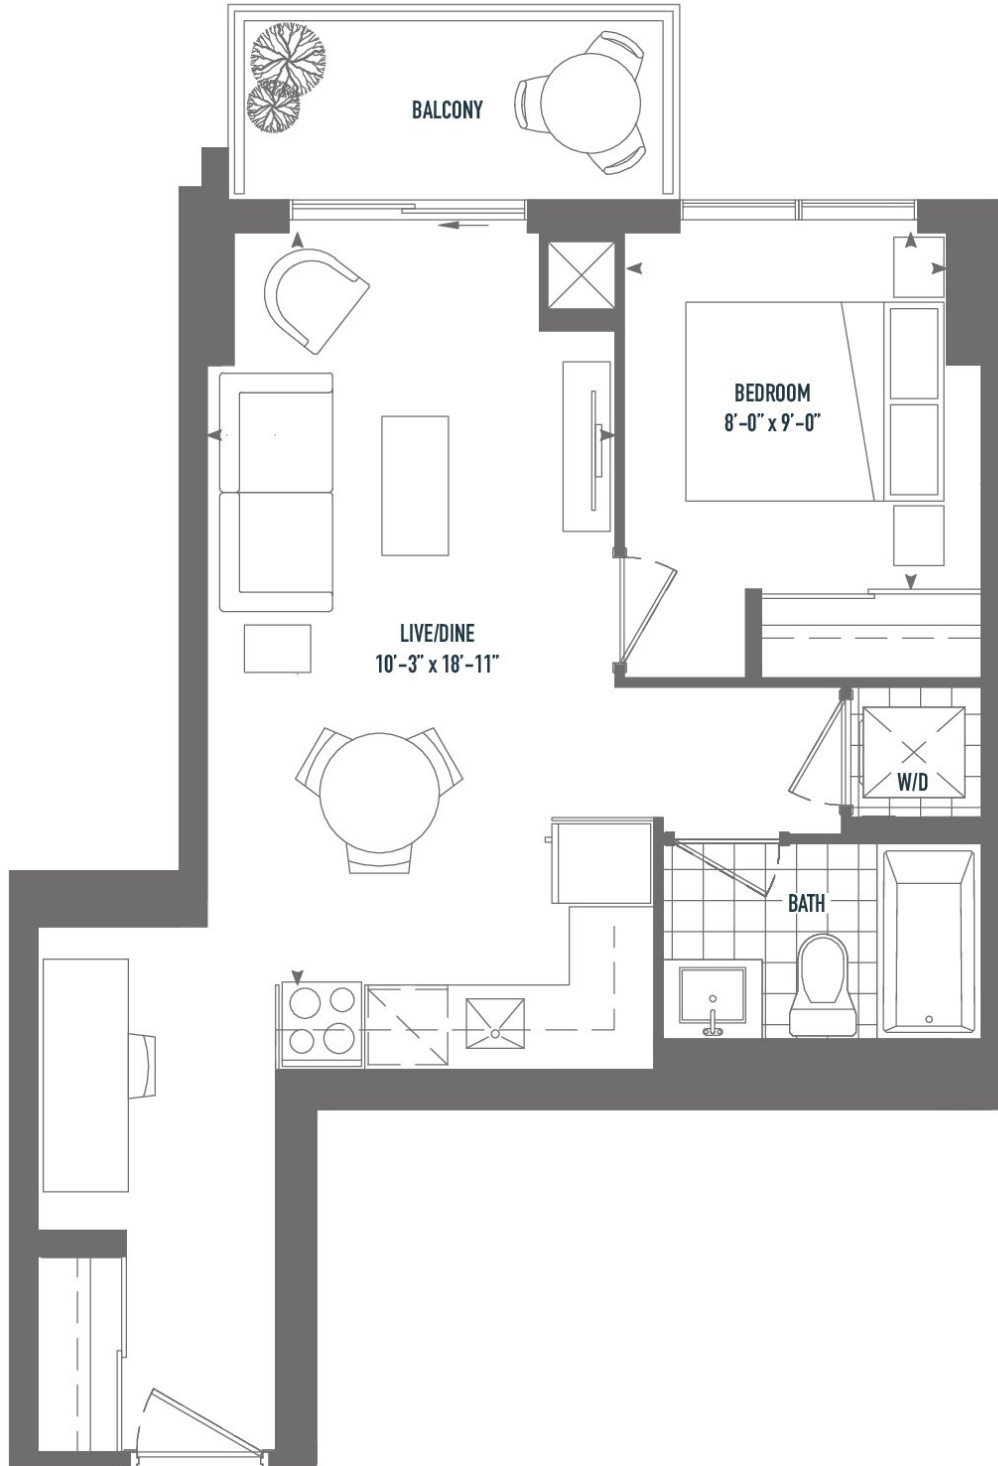 BALCONY
BEDROOM
8’-0” x 9’-0”
LIVE/DINE
10’-3” x 18’-11”
W/D
BATH